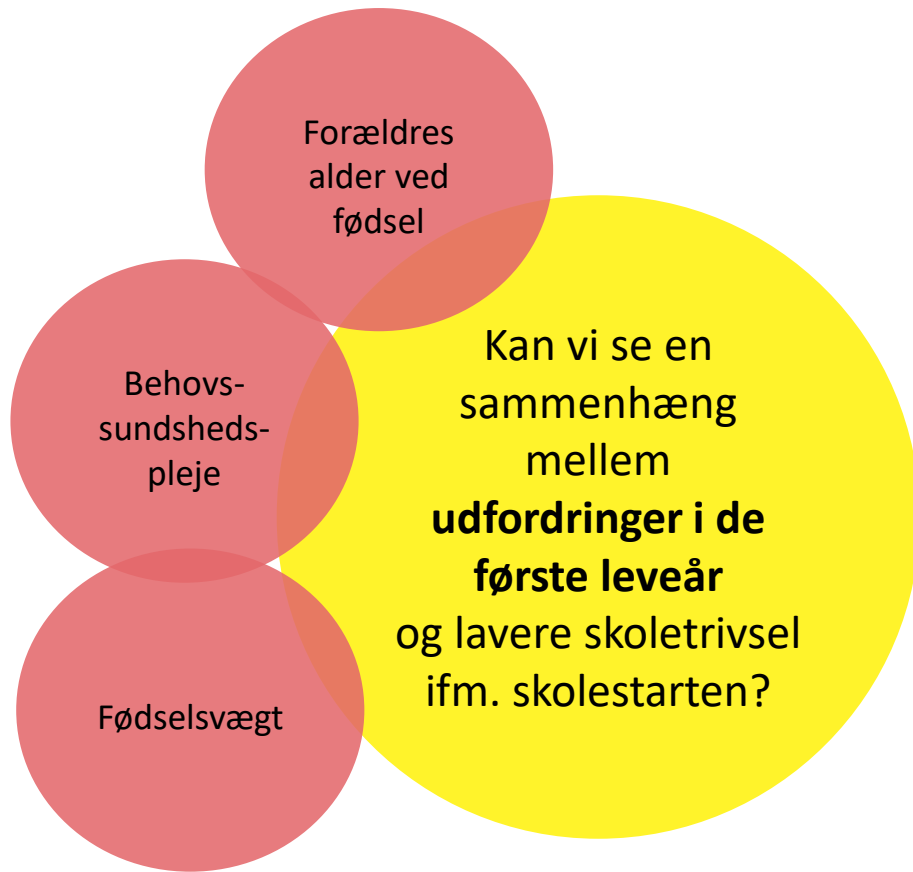 Forældres
alder ved
fødsel
Behovs-
sundsheds-
pleje
Fødselsvægt
Kan vi se en
sammenhæng
mellem
udfordringer i de
første leveår
og lavere skoletrivsel
ifm. skolestarten?